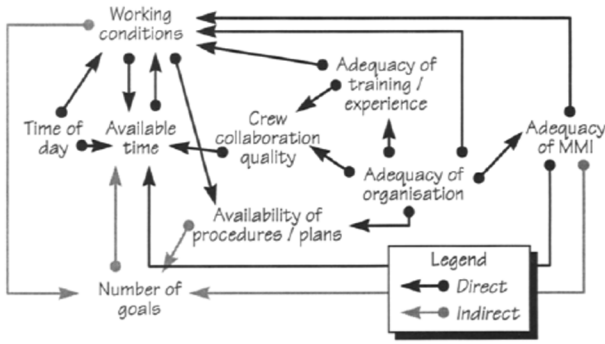 Working
conditions
Adequacy of
training /
experience
Time of
day
Available
time
Crew
collaboration
quality
Adequacy
of MMI
Adequacy of
organisation
Availability of
procedures / plans
Number of
goals
Legend
Direct
Indirect